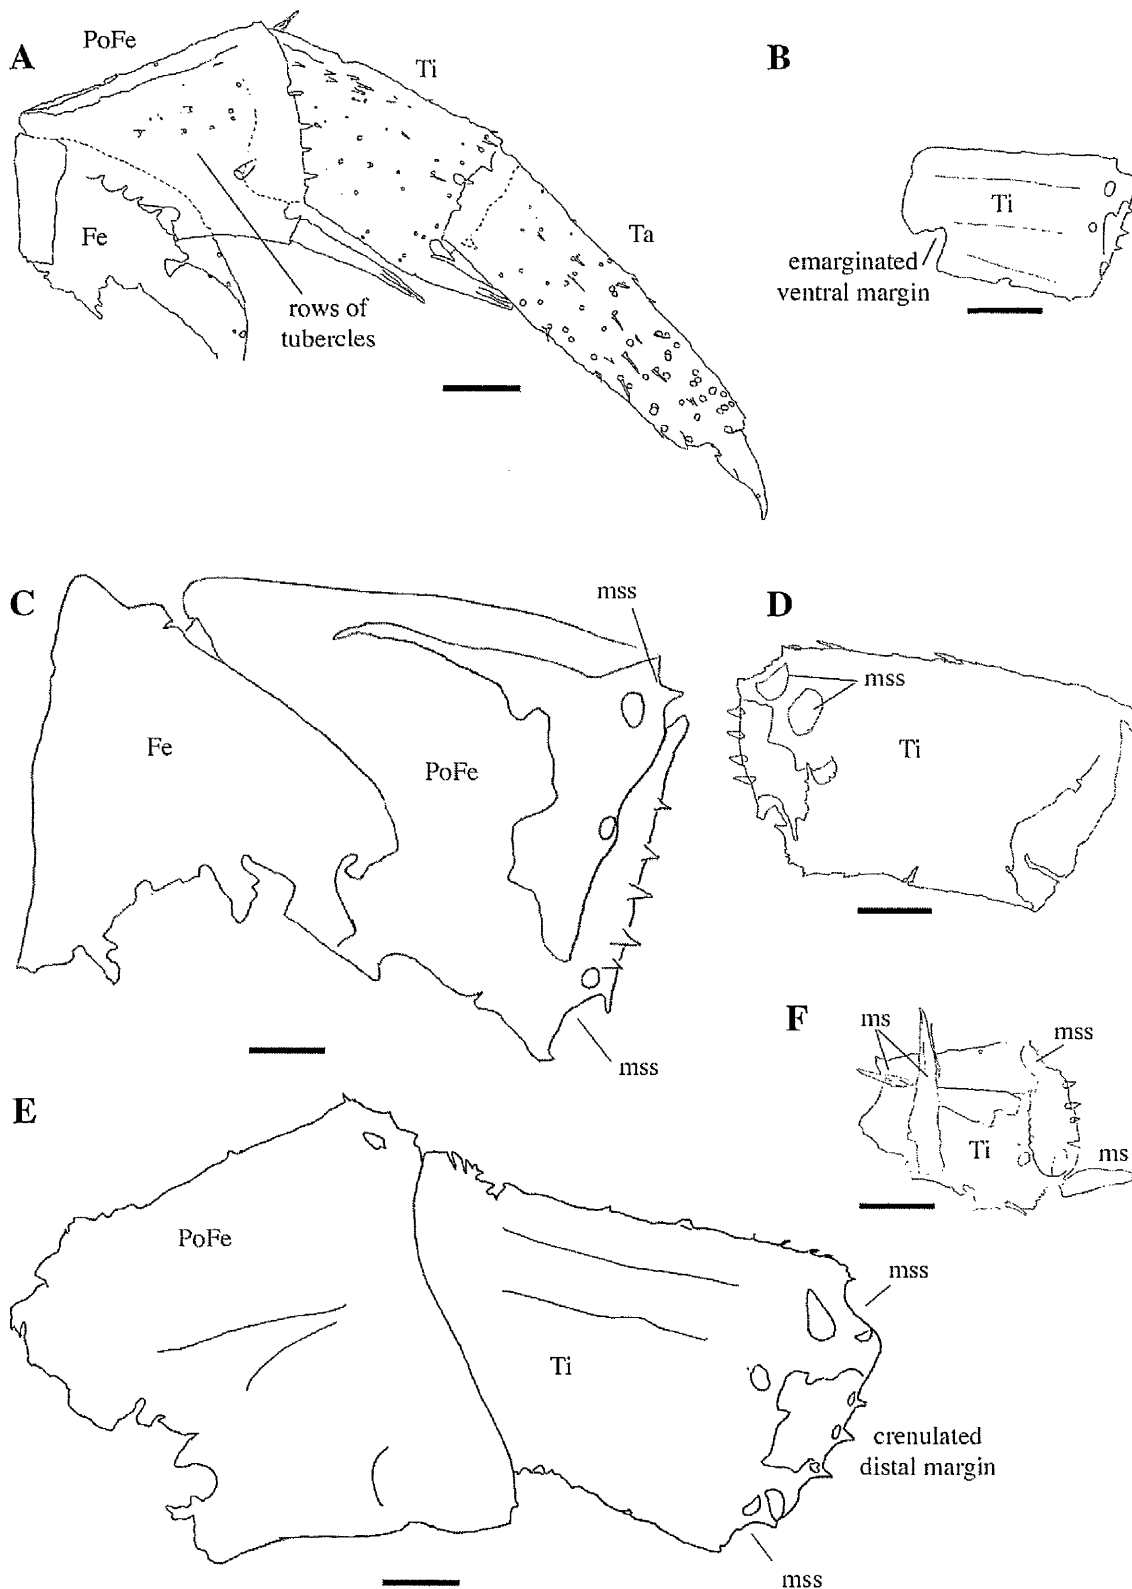 A
PoFe
Ti
Fe
rows of
tubercles
Ta
B
Ti
emarginated
ventral margin
C
mss
Fe
PoFe
mss
D
mss
Ti
F
ms
mss
Ti
ms
E
PoFe
Ti
mss
crenulated
distal margin
mss